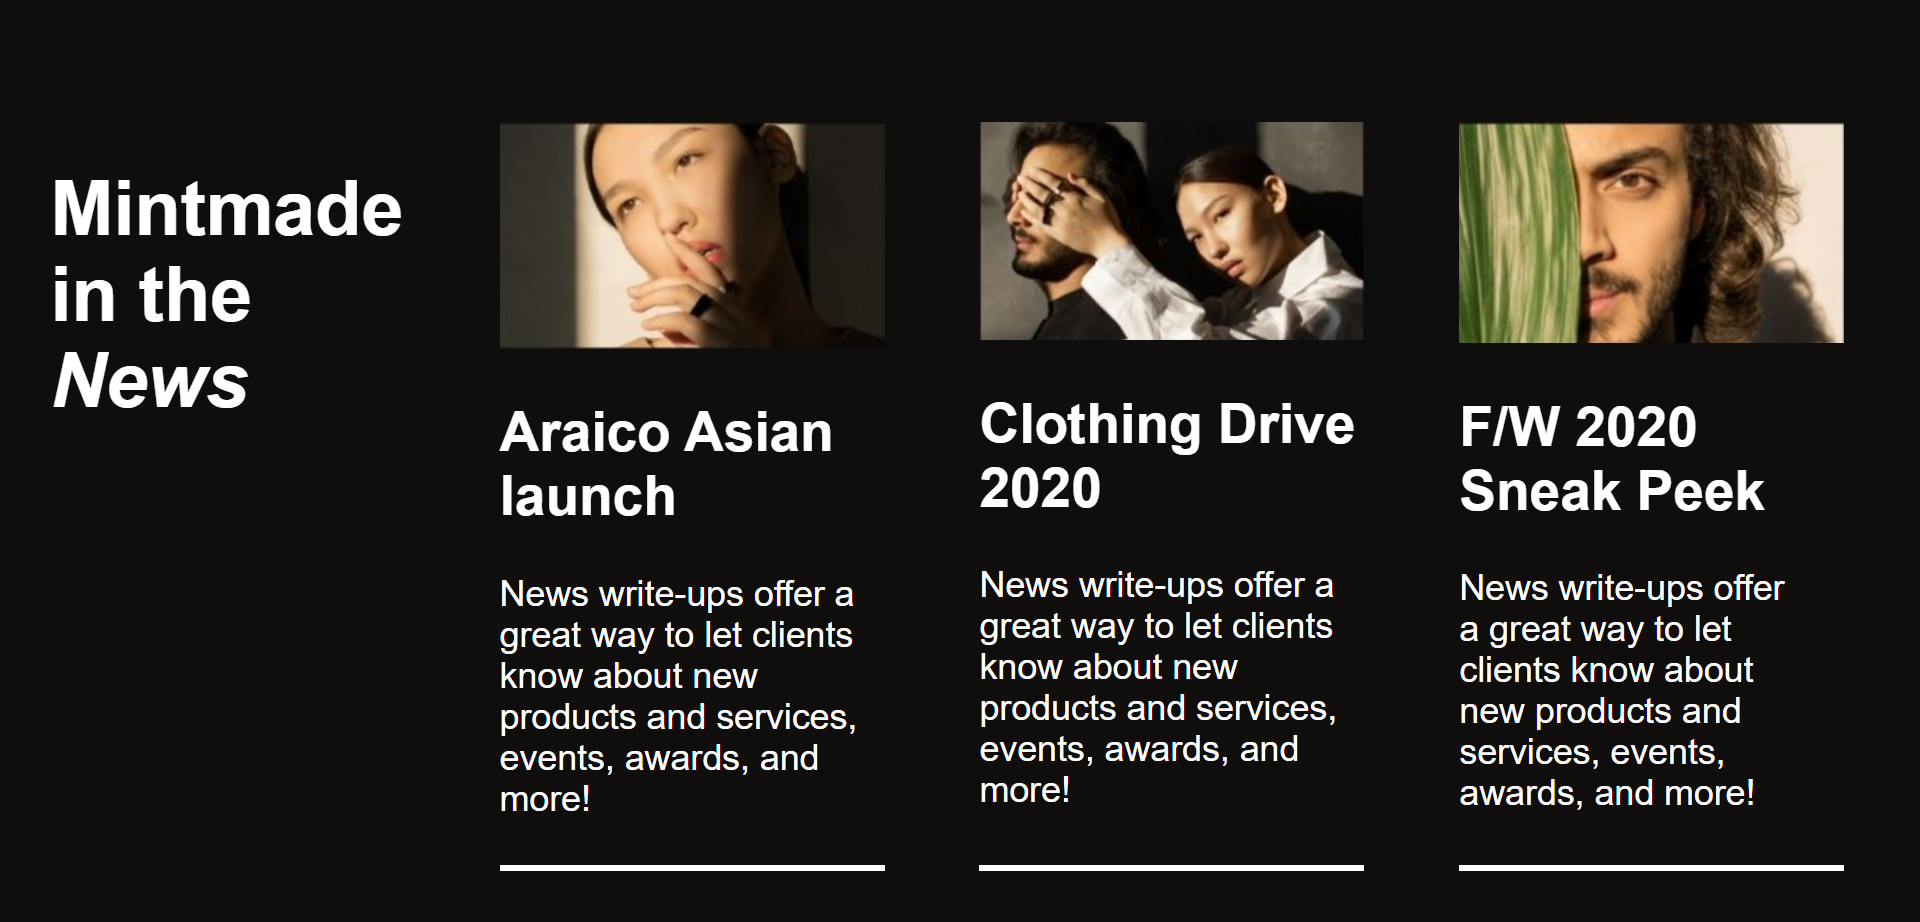 Mintmade
in the
News
Araico Asian
launch
News write-ups offer a
great way to let clients
know about new
products and services,
events, awards, and
more!
Clothing Drive
2020
News write-ups offer a
great way to let clients
know about new
products and services,
events, awards, and
more!
F/W 2020
Sneak Peek
News write-ups offer
a great way to let
clients know about
new products and
services, events,
awards, and more!